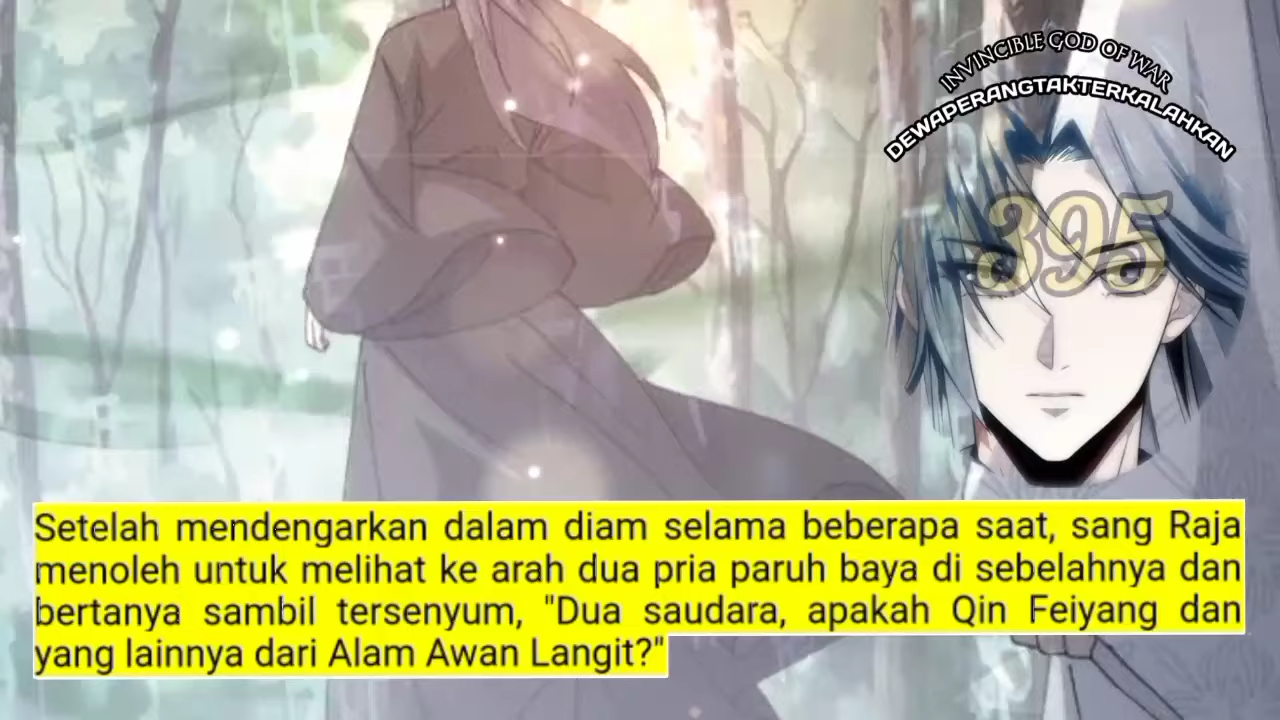 INVINCIBLE GOD OF WAR
DEWAPERANGTAKTERKALAHKAN
395
Setelah mendengarkan dalam diam selama beberapa saat, sang Raja
menoleh untuk melihat ke arah dua pria paruh baya di sebelahnya dan
bertanya sambil tersenyum, "Dua saudara, apakah Qin Feiyang dan
yang lainnya dari Alam Awan Langit?"